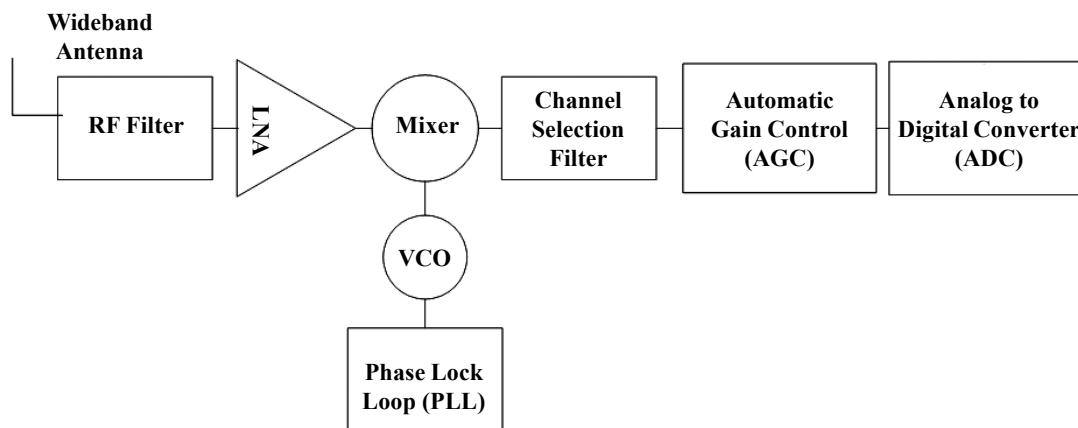 Wideband
Antenna
RF Filter
LNA
Mixer
Channel
Selection
Filter
Automatic
Gain Control
(AGC)
Analog to
Digital Converter
(ADC)
VCO
Phase Lock
Loop (PLL)